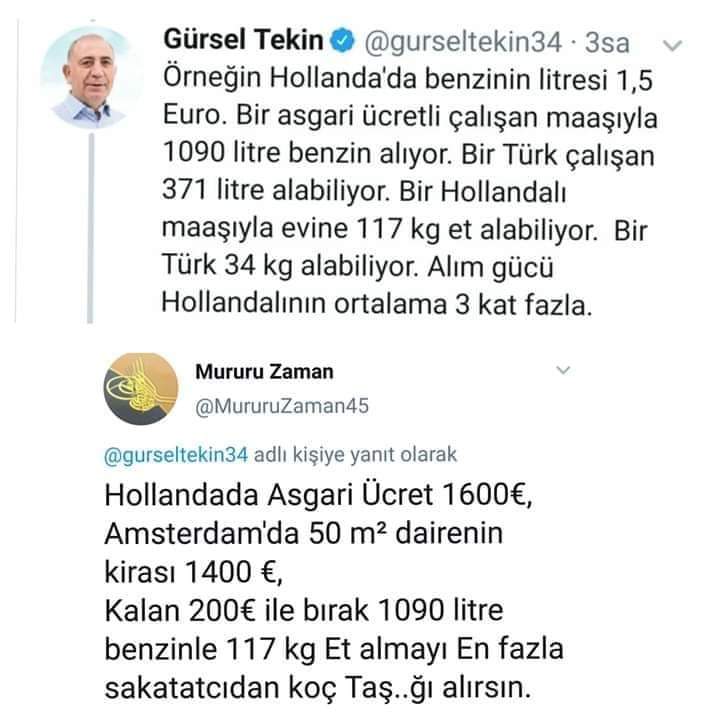 Gürsel Tekin @gurseltekin34 · 3sa
Örneğin Hollanda'da benzinin litresi 1,5
Euro. Bir asgari ücretli çalışan maaşıyla
1090 litre benzin alıyor. Bir Türk çalışan
371 litre alabiliyor. Bir Hollandalı
maaşıyla evine 117 kg et alabiliyor. Bir
Türk 34 kg alabiliyor. Alım gücü
Hollandalının ortalama 3 kat fazla.
Mururu Zaman
@MururuZaman45
@gurseltekin34 adlı kişiye yanıt olarak
Hollandada Asgari Ücret 1600€,
Amsterdam'da 50 m² dairenin
kirası 1400 €,
Kalan 200€ ile bırak 1090 litre
benzinle 117 kg Et almayı En fazla
sakatatcıdan koç Taş..ğı alırsın.